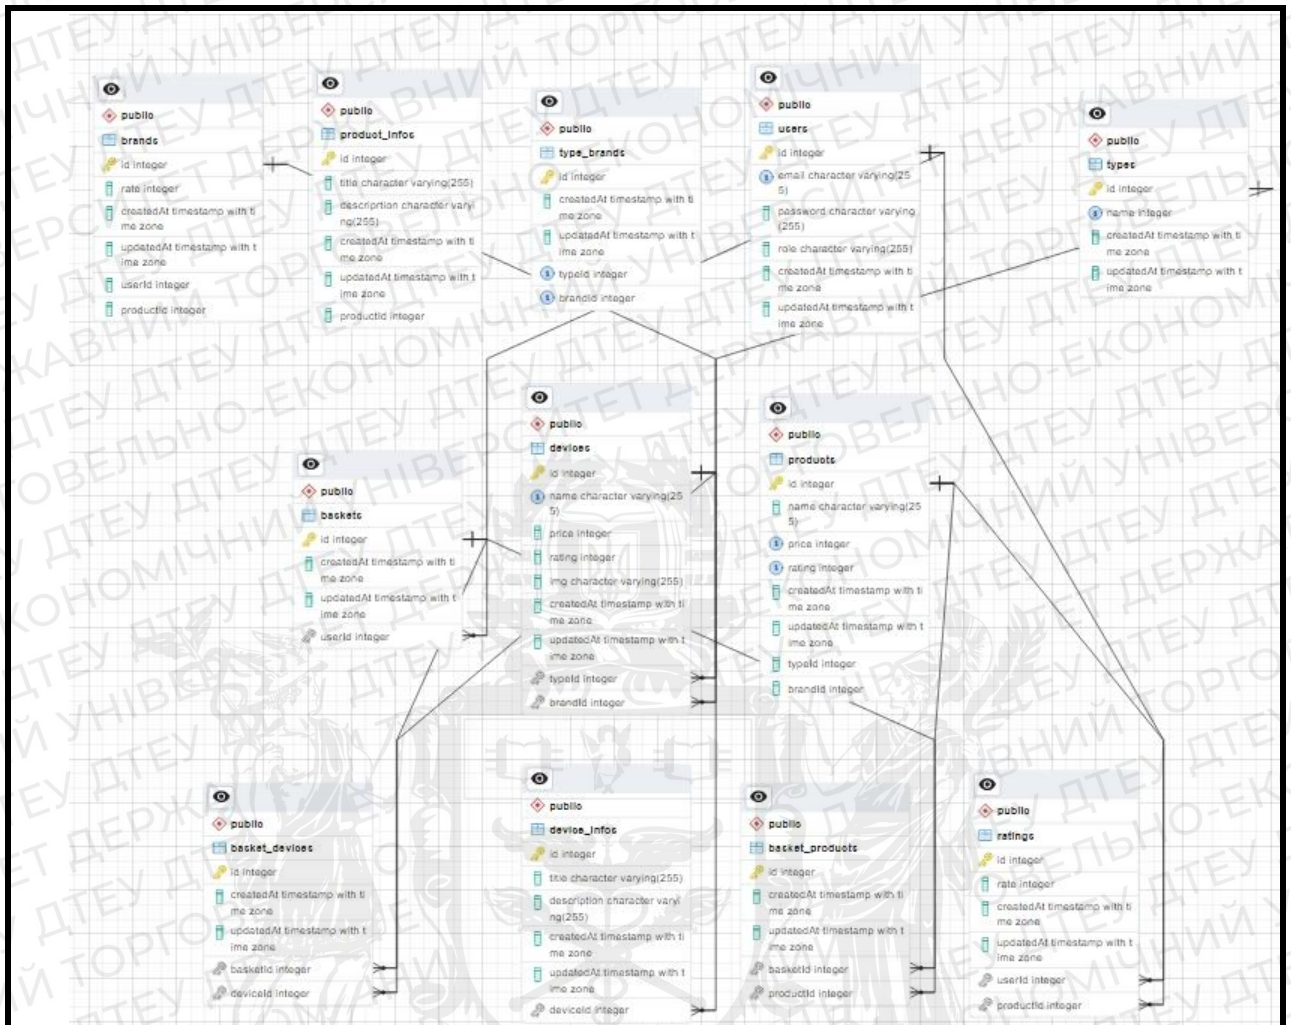 public
brands
id integer
rate integer
createdAt timestamp with ti
me zone
updatedAt timestamp with t
ime zone
userId integer
productId integer
public
product_infos
id integer
title character varying(255)
description character varyi
ng(255)
createdAt timestamp with ti
me zone
updatedAt timestamp with t
ime zone
productId integer
public
type_brands
id integer
createdAt timestamp with ti
me zone
updatedAt timestamp with t
ime zone
typeId integer
brandId integer
public
users
id integer
email character varying(25
5)
password character varying
(255)
role character varying(255)
createdAt timestamp with ti
me zone
updatedAt timestamp with t
ime zone
public
types
id integer
name integer
createdAt timestamp with ti
me zone
updatedAt timestamp with t
ime zone
public
baskets
id integer
createdAt timestamp with ti
me zone
updatedAt timestamp with t
ime zone
userId integer
public
devices
id integer
name character varying(25
5)
price integer
rating integer
img character varying(255)
createdAt timestamp with ti
me zone
updatedAt timestamp with t
ime zone
typeId integer
brandId integer
public
products
id integer
name character varying(25
5)
price integer
rating integer
createdAt timestamp with ti
me zone
updatedAt timestamp with t
ime zone
typeId integer
brandId integer
public
basket_devices
id integer
createdAt timestamp with ti
me zone
updatedAt timestamp with t
ime zone
basketId integer
deviceId integer
public
device_infos
id integer
title character varying(255)
description character varyi
ng(255)
createdAt timestamp with ti
me zone
updatedAt timestamp with t
ime zone
deviceId integer
public
basket_products
id integer
createdAt timestamp with ti
me zone
updatedAt timestamp with t
ime zone
basketId integer
productId integer
public
ratings
id integer
rate integer
createdAt timestamp with ti
me zone
updatedAt timestamp with t
ime zone
userId integer
productId integer